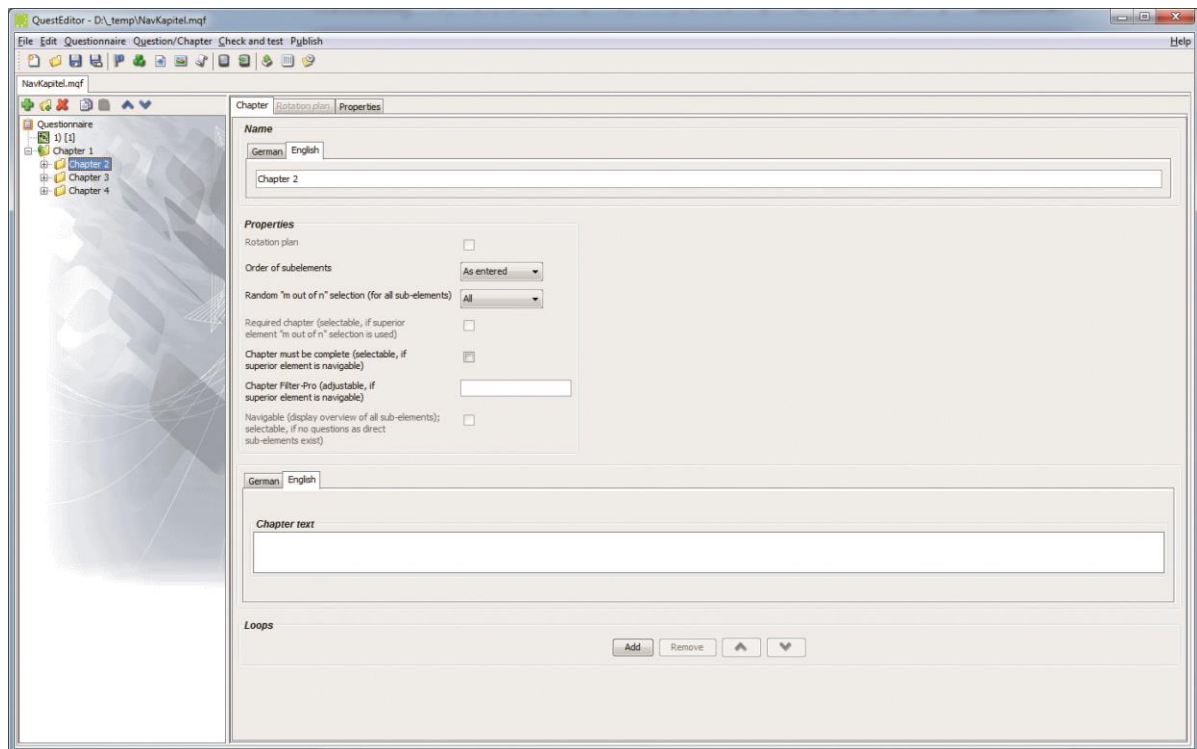 QuestEditor - D:\_temp\NavKapitel.mqf
File Edit Questionnaire Question/Chapter Check and test Publish Help
NavKapitel.mqf
Questionnaire
1) [1]
Chapter 1
Chapter 2
Chapter 3
Chapter 4
Chapter Rotation plan Properties
Name
German English
Chapter 2
Properties
Rotation plan
Order of subelements As entered
Random "m out of n" selection (for all sub-elements) All
Required chapter (selectable, if superior
element "m out of n" selection is used)
Chapter must be complete (selectable, if
superior element is navigable)
Chapter Filter-Pro (adjustable, if
superior element is navigable)
Navigable (display overview of all sub-elements);
selectable, if no questions as direct
sub-elements exist)
German English
Chapter text
Loops
Add Remove